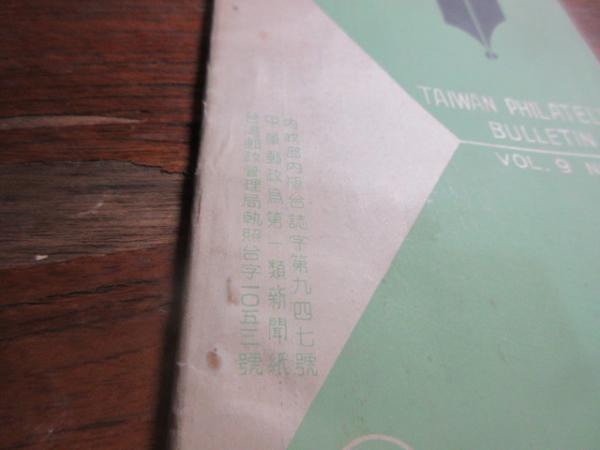 TAIWAN PHILATEL
BULLETIN
VOL. 9 N
內政部內版台誌字第九四七號
中華郵政為第一類新聞紙
台灣郵政管理局執照台字一〇五三號